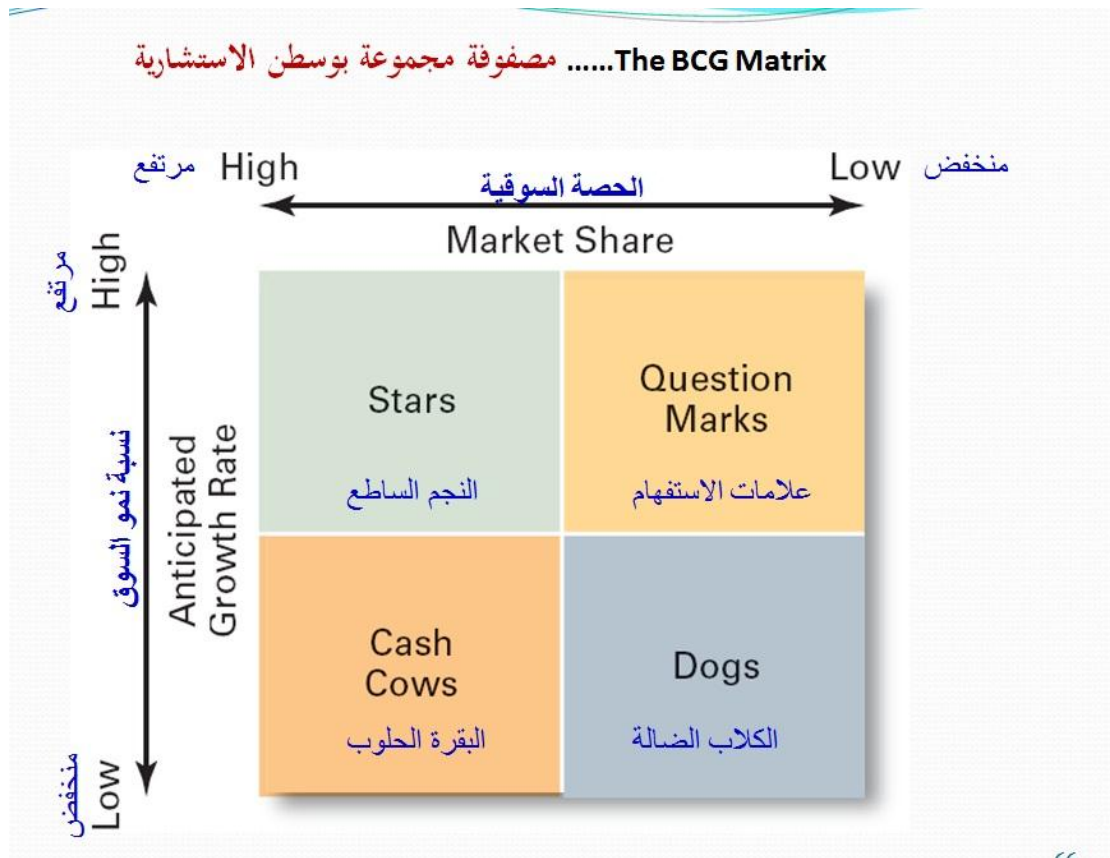 مصفوفة مجموعة بوسطن الاستشارية ......The BCG Matrix
مرتفع High
الحصة السوقية
Low منخفض
Market Share
مرتفع
High
نسبة نمو السوق
Anticipated
Growth Rate
منخفض
Low
Stars
النجم الساطع
Question
Marks
علامات الاستفهام
Cash
Cows
البقرة الحلوب
Dogs
الكلاب الضالة